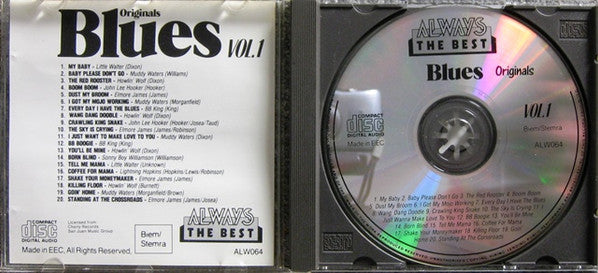 Originals
Blues VOL.1
1. MY BABY - Little Walter (Dixon)
2. BABY PLEASE DON'T GO - Muddy Waters (Williams)
3. THE RED ROOSTER - Howlin' Wolf (Dixon)
4. BOOM BOOM - John Lee Hooker (Hooker)
5. DUST MY BROOM - Elmore James (James)
6. I GOT MY MOJO WORKING - Muddy Waters (Morganfield)
7. EVERY DAY I HAVE THE BLUES - BB King (King)
8. WANG DANG DOODLE - Howlin' Wolf (Dixon)
9. CRAWLING KING SNAKE - John Lee Hooker (Hooker/Josea-Taud)
10. THE SKY IS CRYING - Elmore James (James/Robinson)
11. I JUST WANT TO MAKE LOVE TO YOU - Muddy Waters (Dixon)
12. BB BOOGIE - BB King (King)
13. YOU'LL BE MINE - Howlin' Wolf (Dixon)
14. BORN BLIND - Sonny Boy Williamson (Williamson)
15. TELL ME MAMA - Little Walter (Unknown)
16. COFFEE FOR MAMA - Lightning Hopkins (Hopkins/Lewis/Robinson)
17. SHAKE YOUR MONEYMAKER - Elmore James (James)
18. KILLING FLOOR - Howlin' Wolf (Burnett)
19. GOIN' HOME - Muddy Waters (Morganfield/Brown)
20. STANDING AT THE CROSSROADS - Elmore James (James/Josea)
COMPACT
disc
DIGITAL AUDIO
Licensed from
Charly Records
San Juan Music Group
Made in EEC. All Rights Reserved.
Biem/
Stemra
ALWAYS
THE BEST
ALW064
ALWAYS
THE BEST
Blues Originals
VOL.1
COMPACT
disc
DIGITAL AUDIO
Made in EEC
Biem/Stemra
ALW064
1 My Baby 2. Baby Please Don't Go 3. The Red Rooster 4. Boom Boom
5. Dust My Broom 6. I Got My Mojo Working 7. Every Day I Have The Blues
8. Wang Dang Doodle 9. Crawling King Snake 10. The Sky Is Crying 11. I
Just Wanna Make Love To You 12. BB Boogie 13. You'll Be Mine
14. Born Blind 15. Tell Me Mama 16. Coffee For Mama
17. Shake Your Moneymaker 18. Killing Floor 19. Goin'
Home 20. Standing At The Crossroads